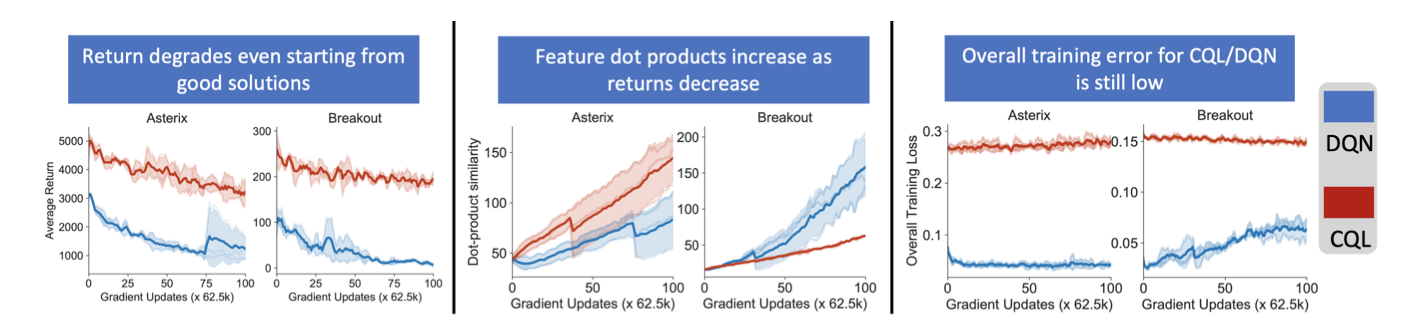 Return degrades even starting from
good solutions
Asterix
Breakout
Average Return
5000
4000
3000
2000
1000
0
25
50
75
100
Gradient Updates (x 62.5k)
300
200
100
0
0
25
50
75
100
Gradient Updates (x 62.5k)
Feature dot products increase as
returns decrease
Asterix
Breakout
Dot-product similarity
150
100
50
50
100
Gradient Updates (x 62.5k)
200
150
100
50
0
50
100
Gradient Updates (x 62.5k)
Overall training error for CQL/DQN
is still low
Asterix
Breakout
Overall Training Loss
0.3
0.2
0.1
0
50
100
Gradient Updates (x 62.5k)
0.15
0.10
0.05
0
50
100
Gradient Updates (x 62.5k)
DQN
CQL